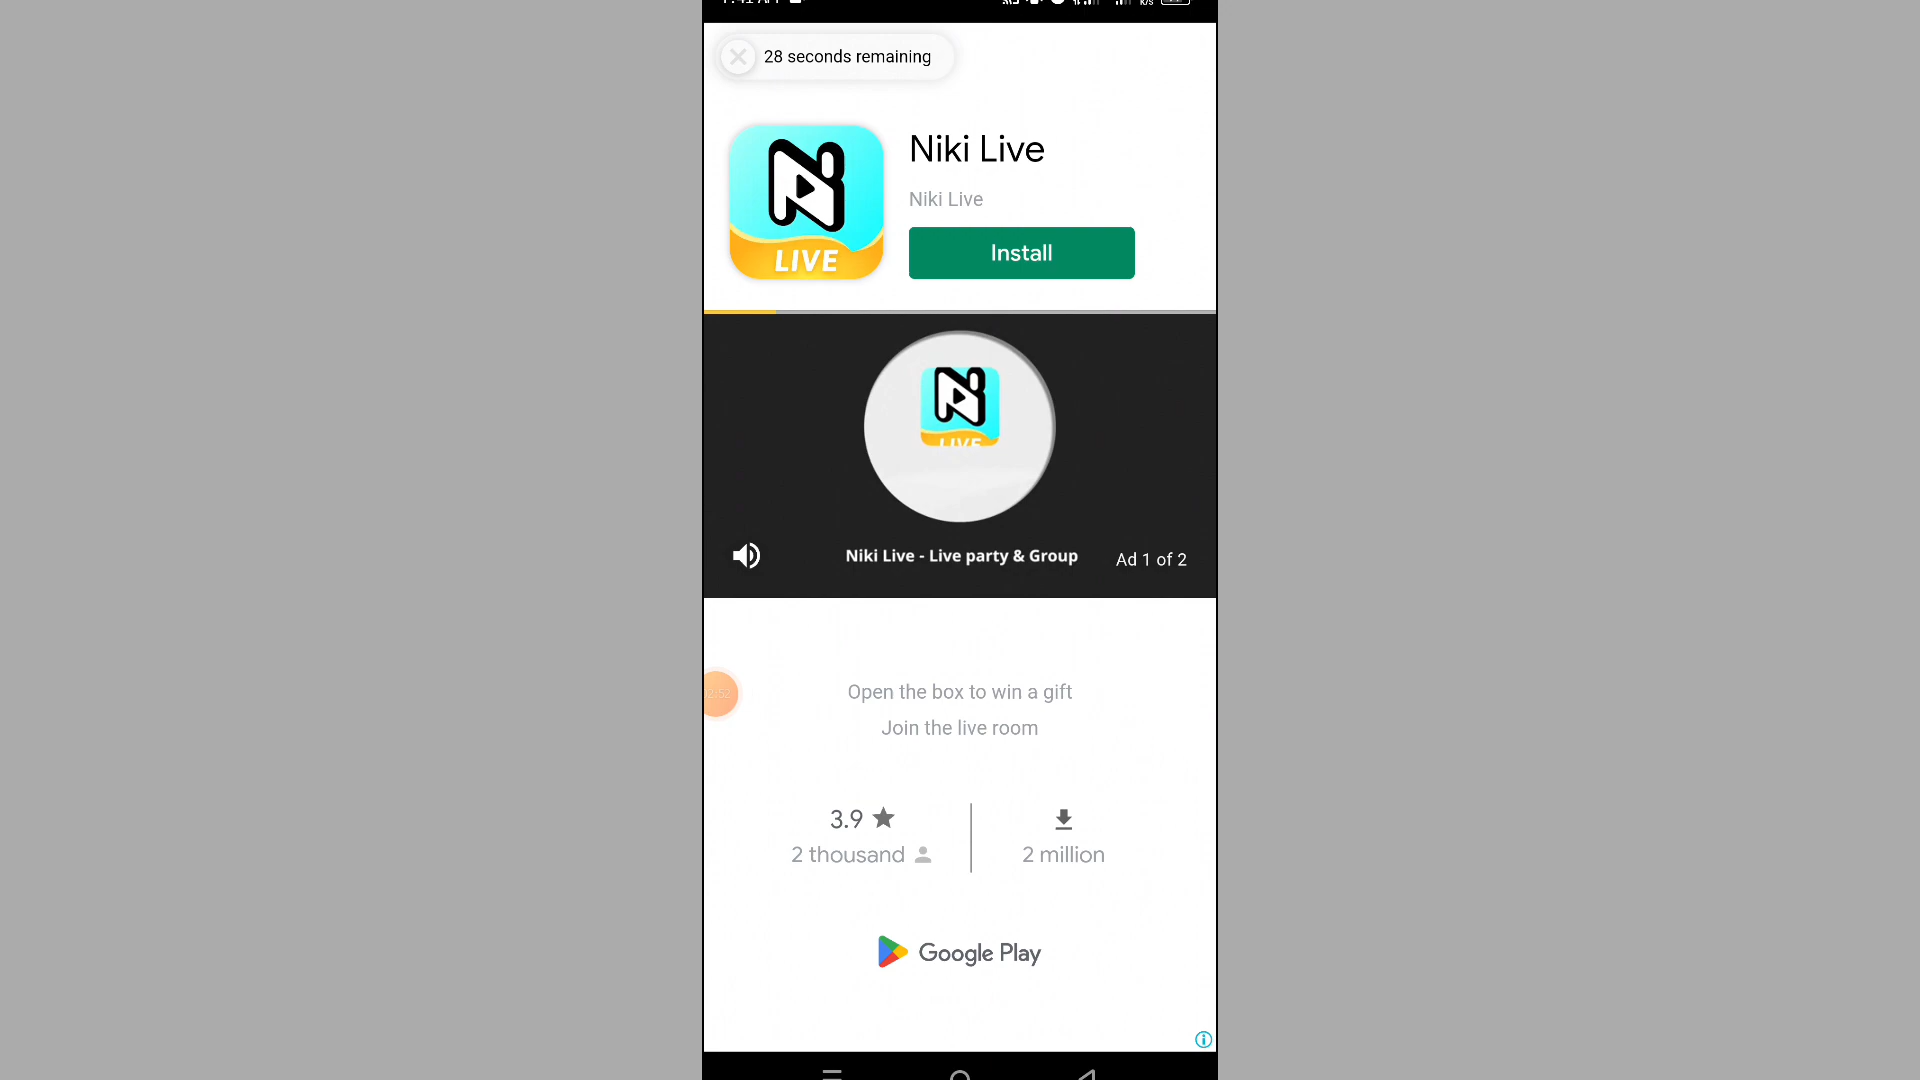 28 seconds remaining
Niki Live
Niki Live
Install
LIVE
LIVE
Niki Live - Live party & Group
Ad 1 of 2
Open the box to win a gift
Join the live room
3.9
2 thousand
2 million
Google Play